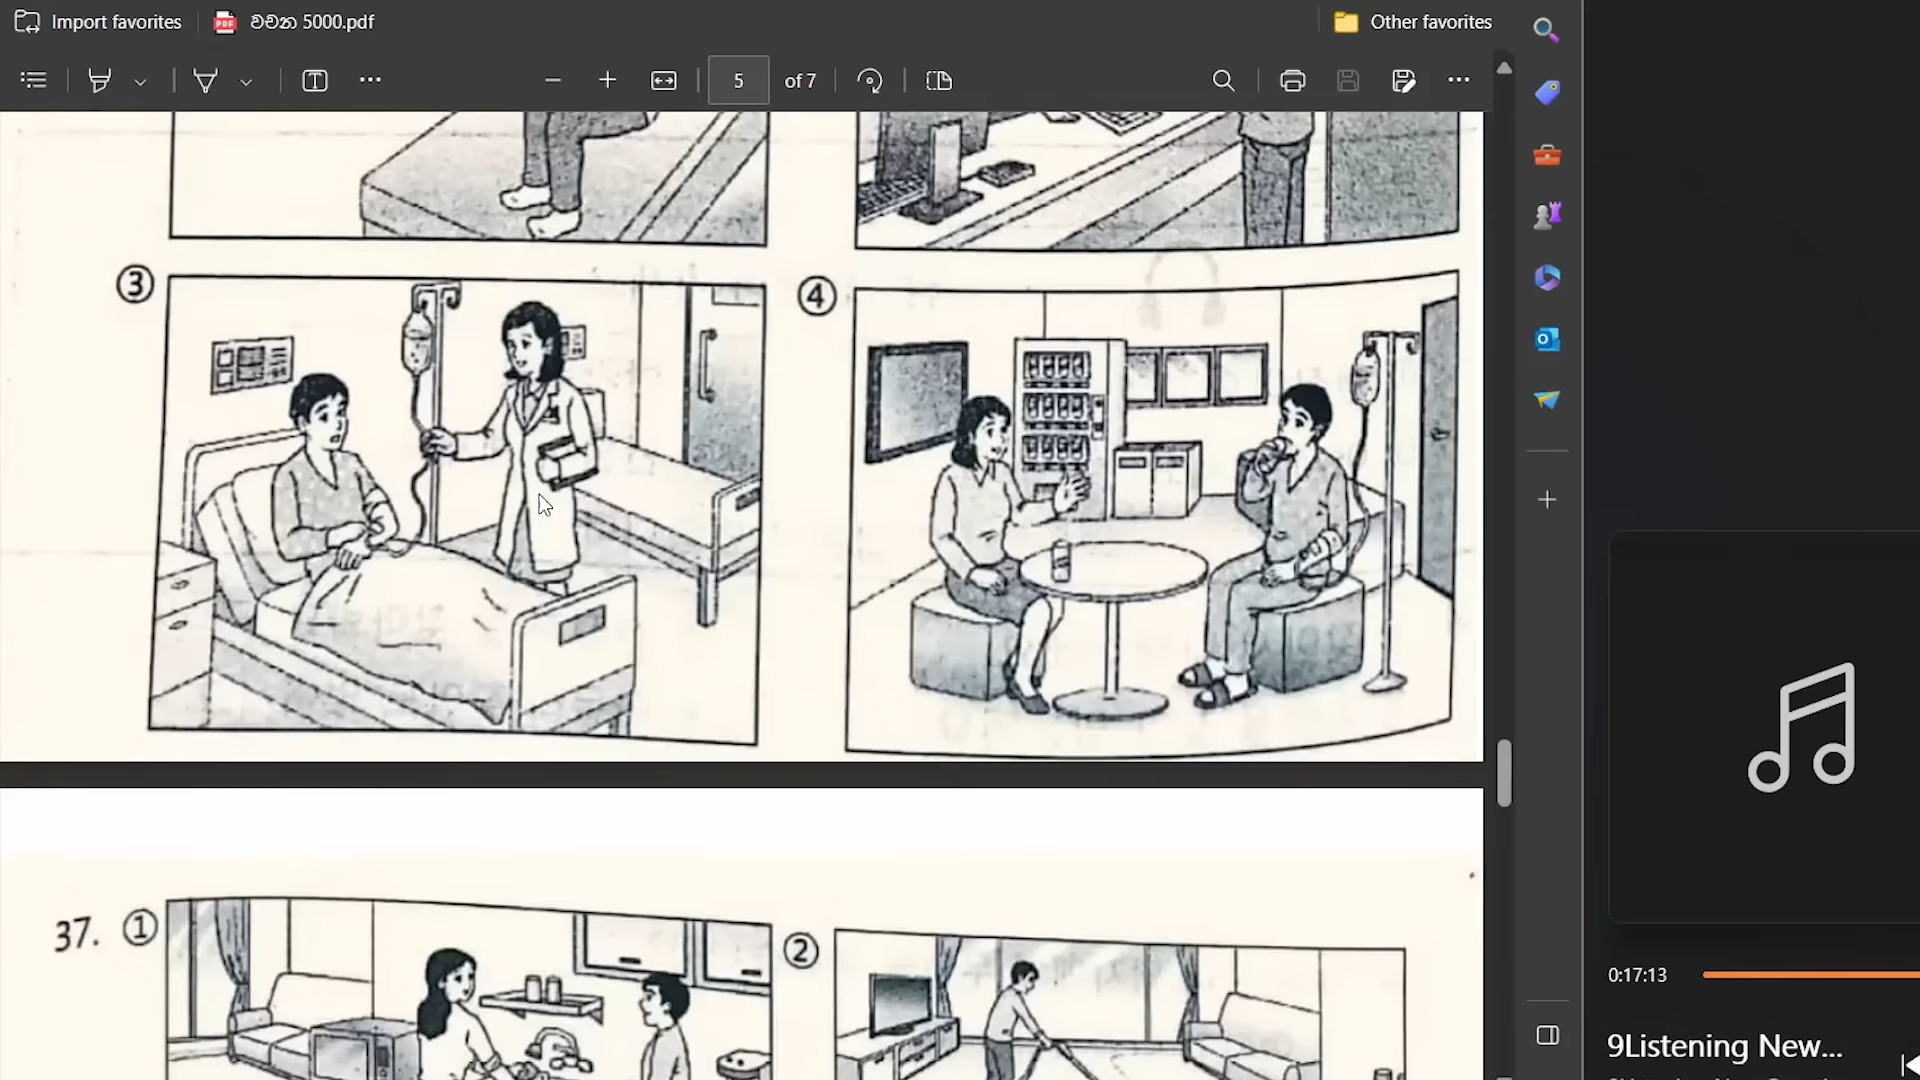 Import favorites
වචන 5000.pdf
Other favorites
5 of 7
③
④
37. ①
②
0:17:13
9Listening New...